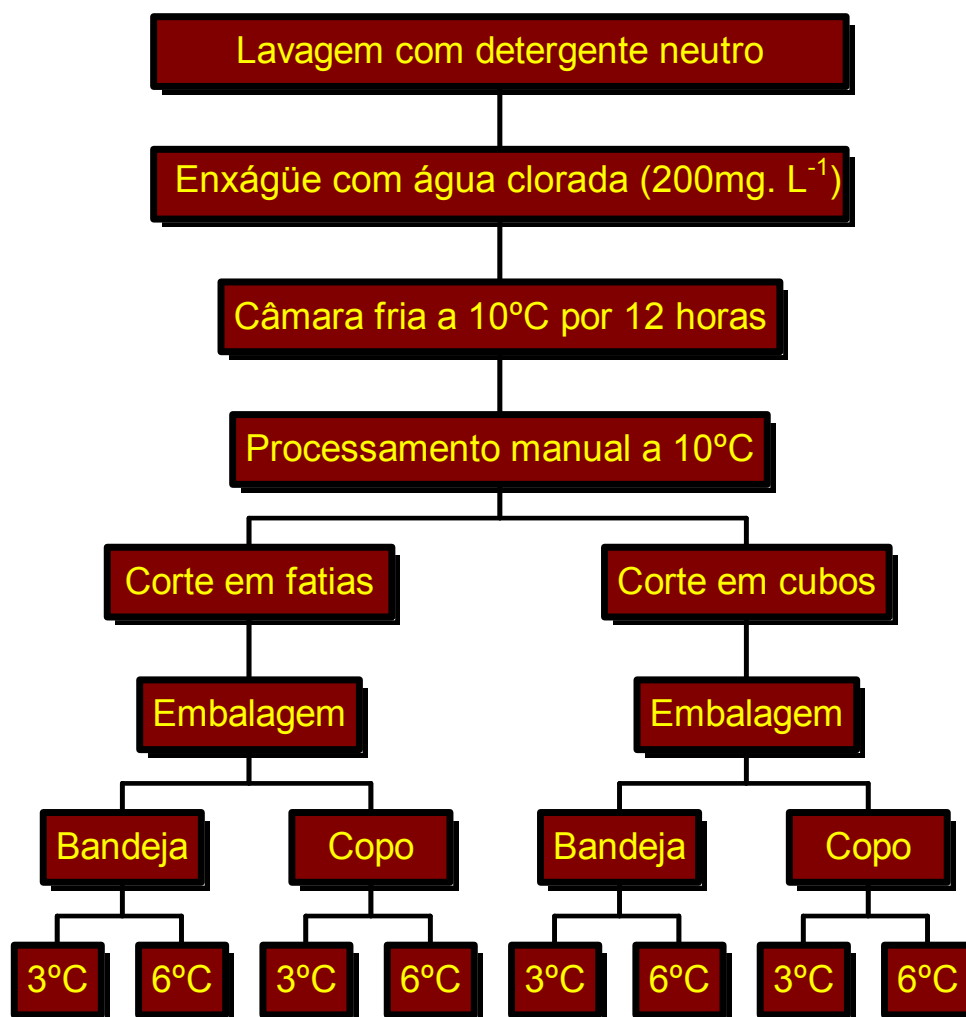 Lavagem com detergente neutro
Enxágüe com água clorada (200mg. L⁻¹)
Câmara fria a 10ºC por 12 horas
Processamento manual a 10ºC
Corte em fatias
Corte em cubos
Embalagem
Embalagem
Bandeja
Copo
Bandeja
Copo
3ºC
6ºC
3ºC
6ºC
3ºC
6ºC
3ºC
6ºC